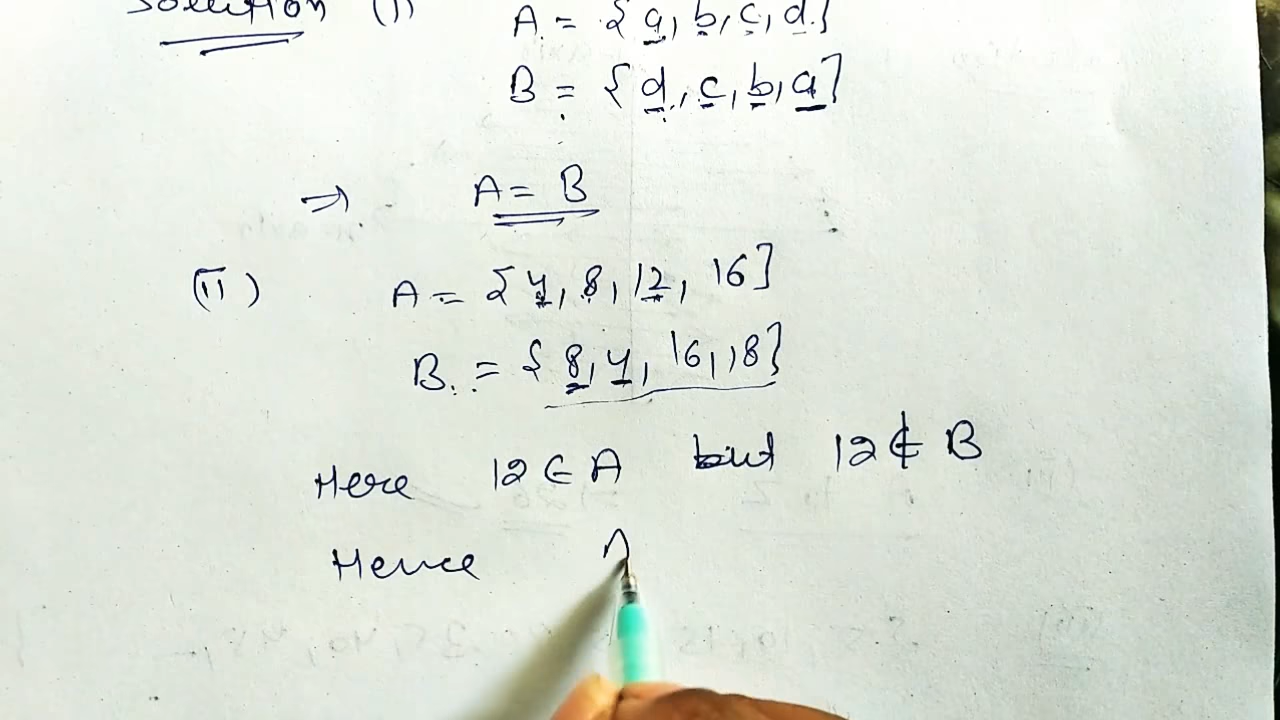 Solution (i) A = {a, b, c, d}
B = {d, c, b, a}
⇒ A = B
(ii) A = {4, 8, 12, 16}
B = {8, 4, 16, 18}
Here 12 ∈ A but 12 ∉ B
Hence A